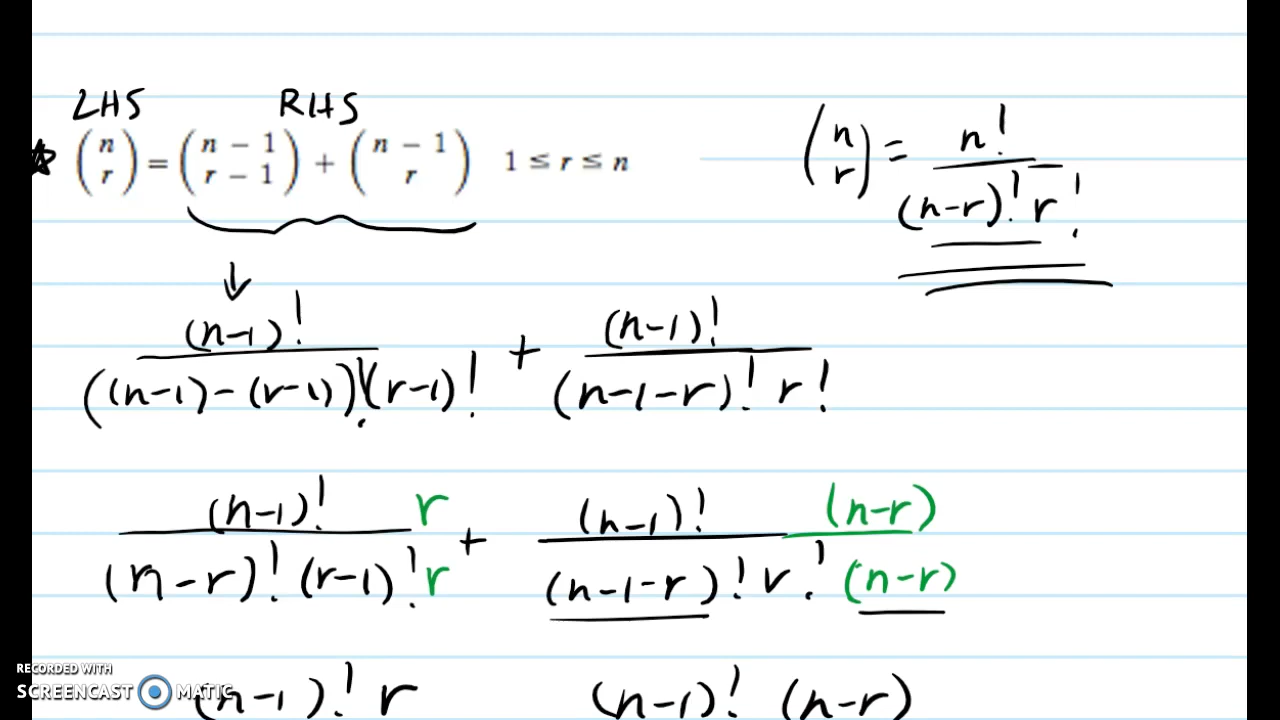 LHS RHS
★ (n r) = (n − 1 r − 1) + (n − 1 r) 1 ≤ r ≤ n
(n r) = n! / (n-r)! r!
(n-1)! / ((n-1)-(r-1))!(r-1)! + (n-1)! / (n-1-r)! r!
(n-1)! r / (n-r)! (r-1)! r + (n-1)! (n-r) / (n-1-r)! r! (n-r)
(n-1)! r (n-1)! (n-r)
RECORDED WITH
SCREENCAST MATIC